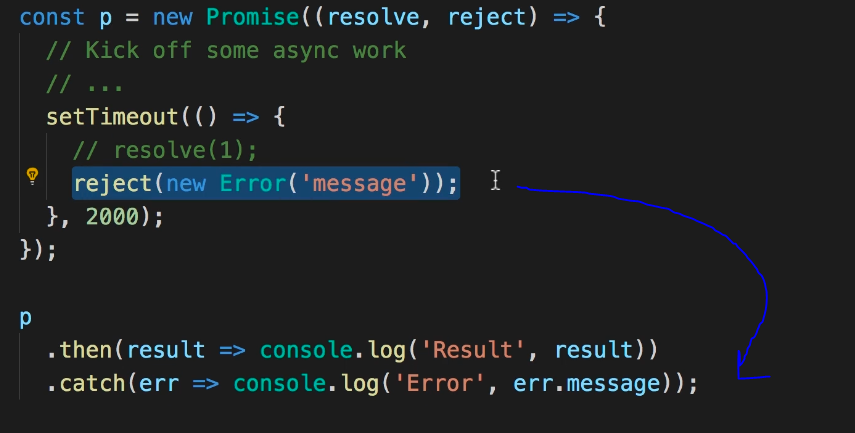 const p = new Promise((resolve, reject) => {
  // Kick off some async work
  // ...
  setTimeout(() => {
    // resolve(1);
    reject(new Error('message'));
  }, 2000);
});
p
  .then(result => console.log('Result', result))
  .catch(err => console.log('Error', err.message));